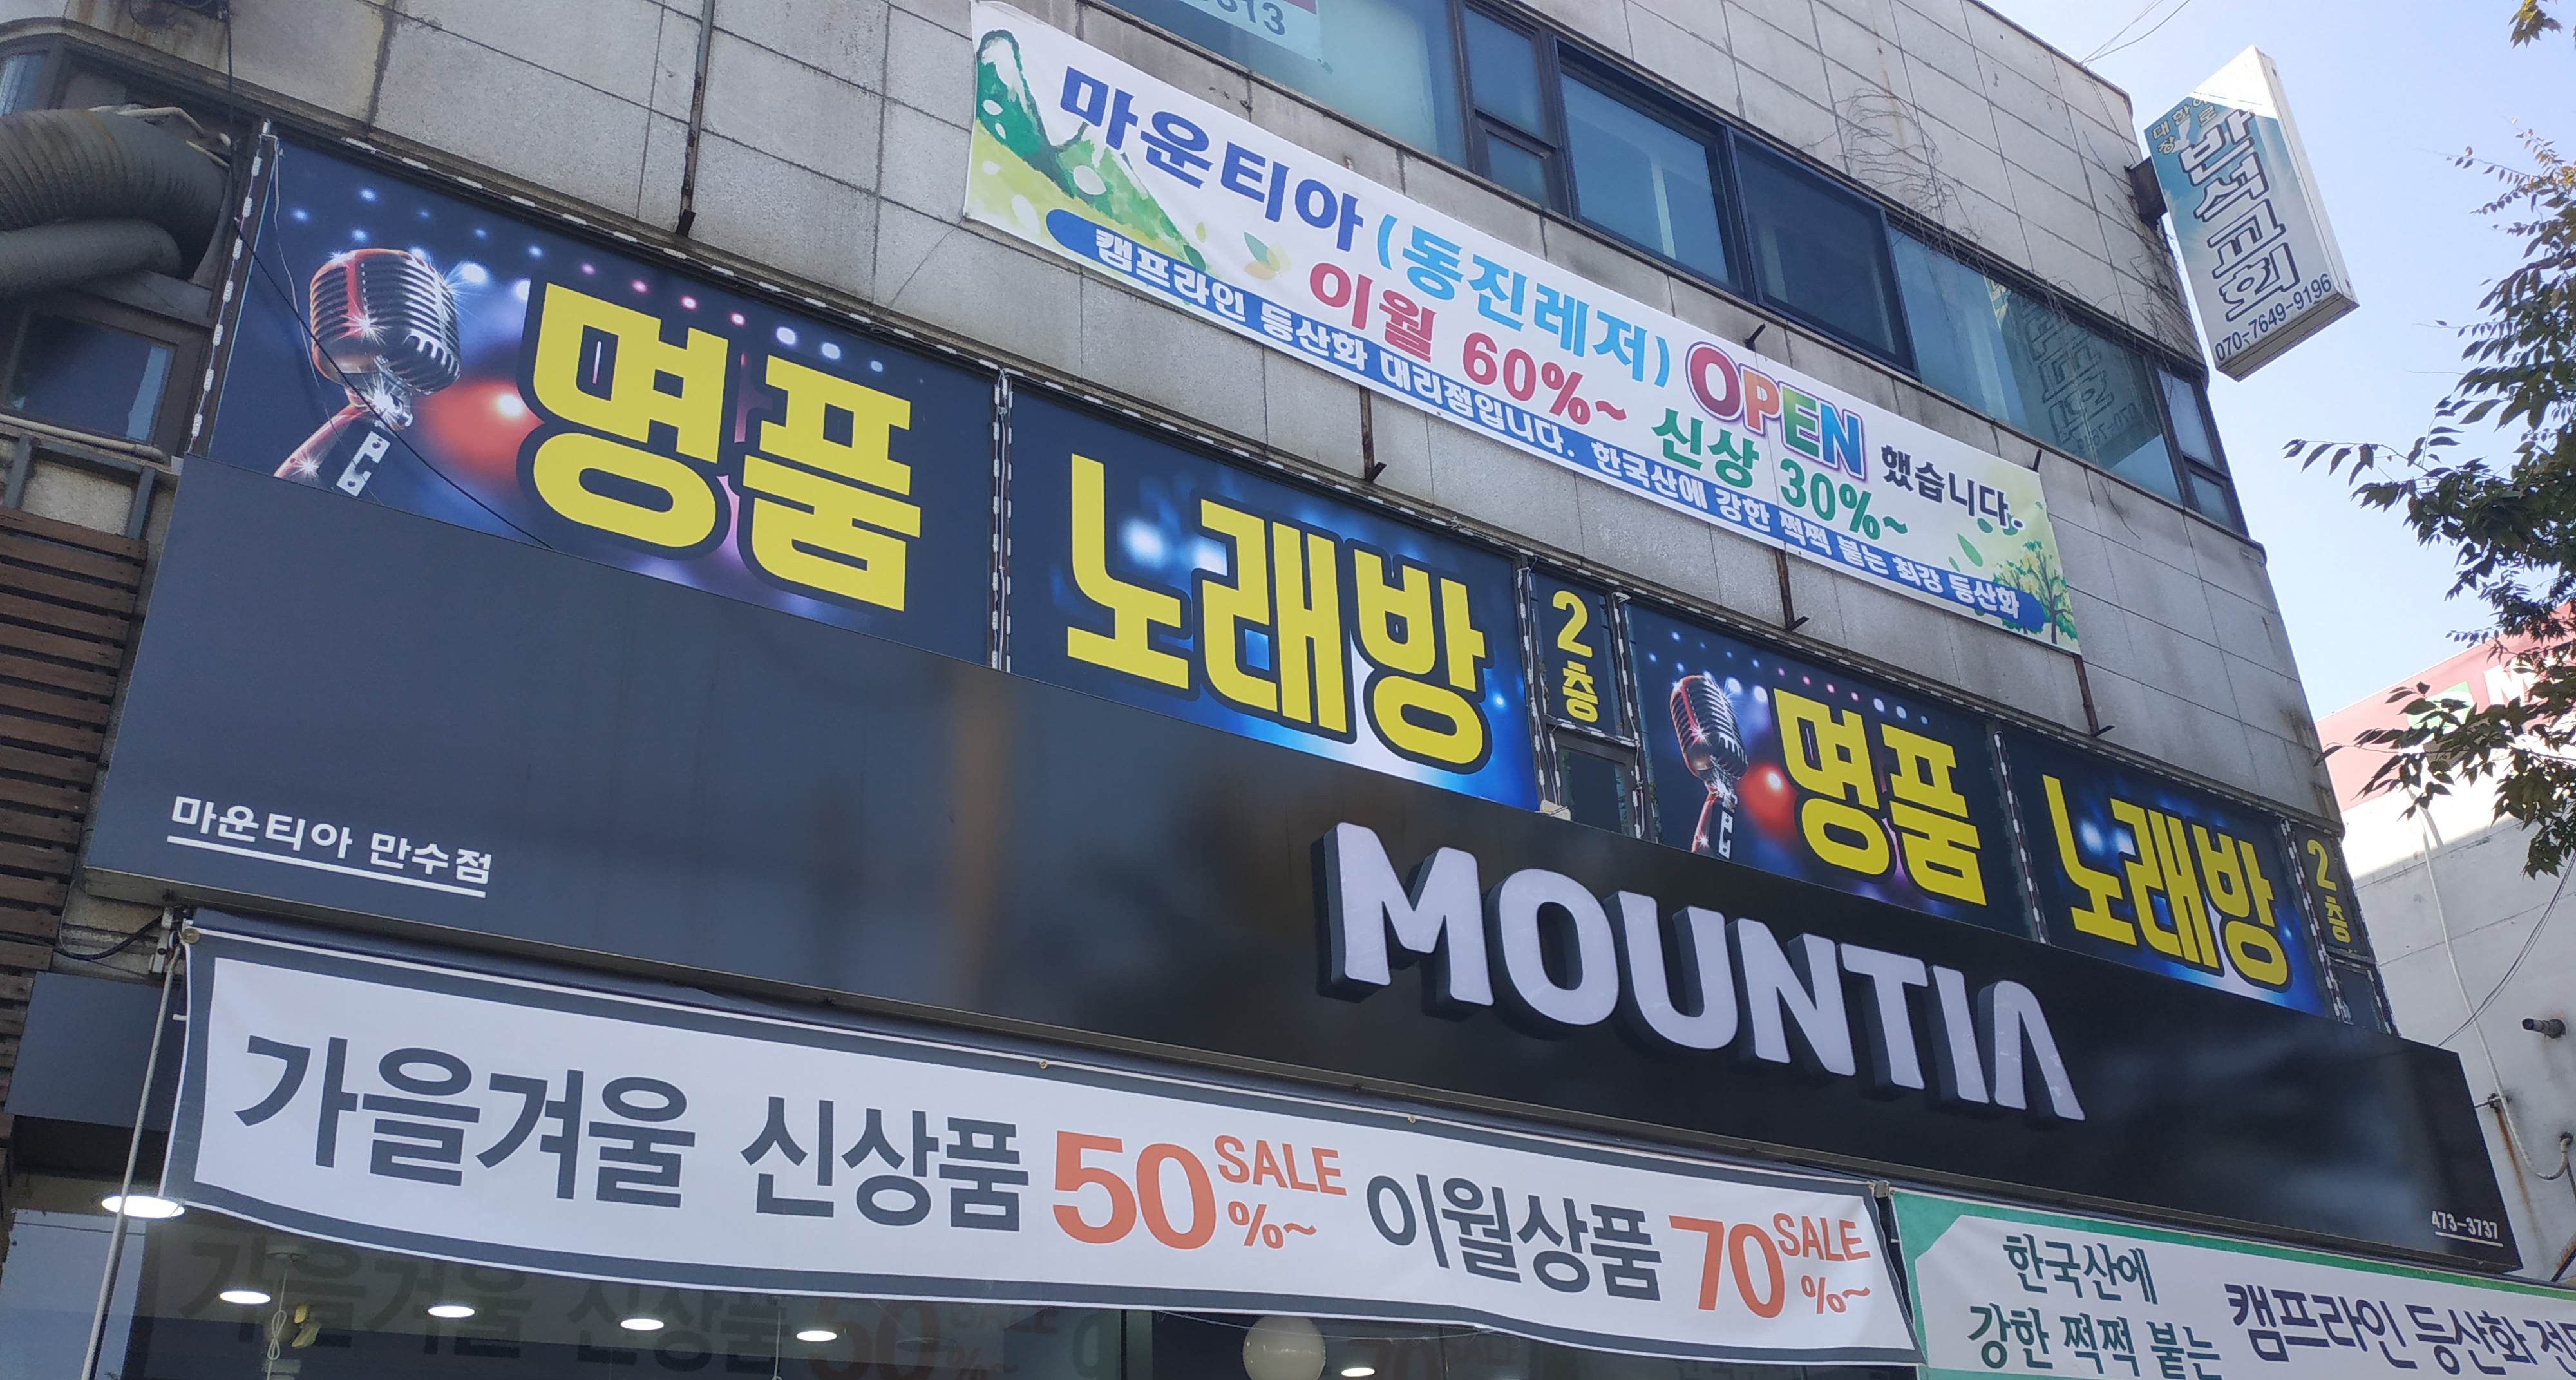 3313
마운티아(동진레저) OPEN 했습니다.
이월 60%~ 신상 30%~
캠프라인 등산화 대리점입니다. 한국산에 강한 쩍쩍 붙는 최강 등산화
반석교회
070-7649-9196
명품 노래방 2층
명품 노래방 2층
마운티아 만수점
MOUNTIA
473-3737
가을겨울 신상품 50%~ SALE 이월상품 70%~ SALE
한국산에
강한 쩍쩍 붙는
캠프라인 등산화